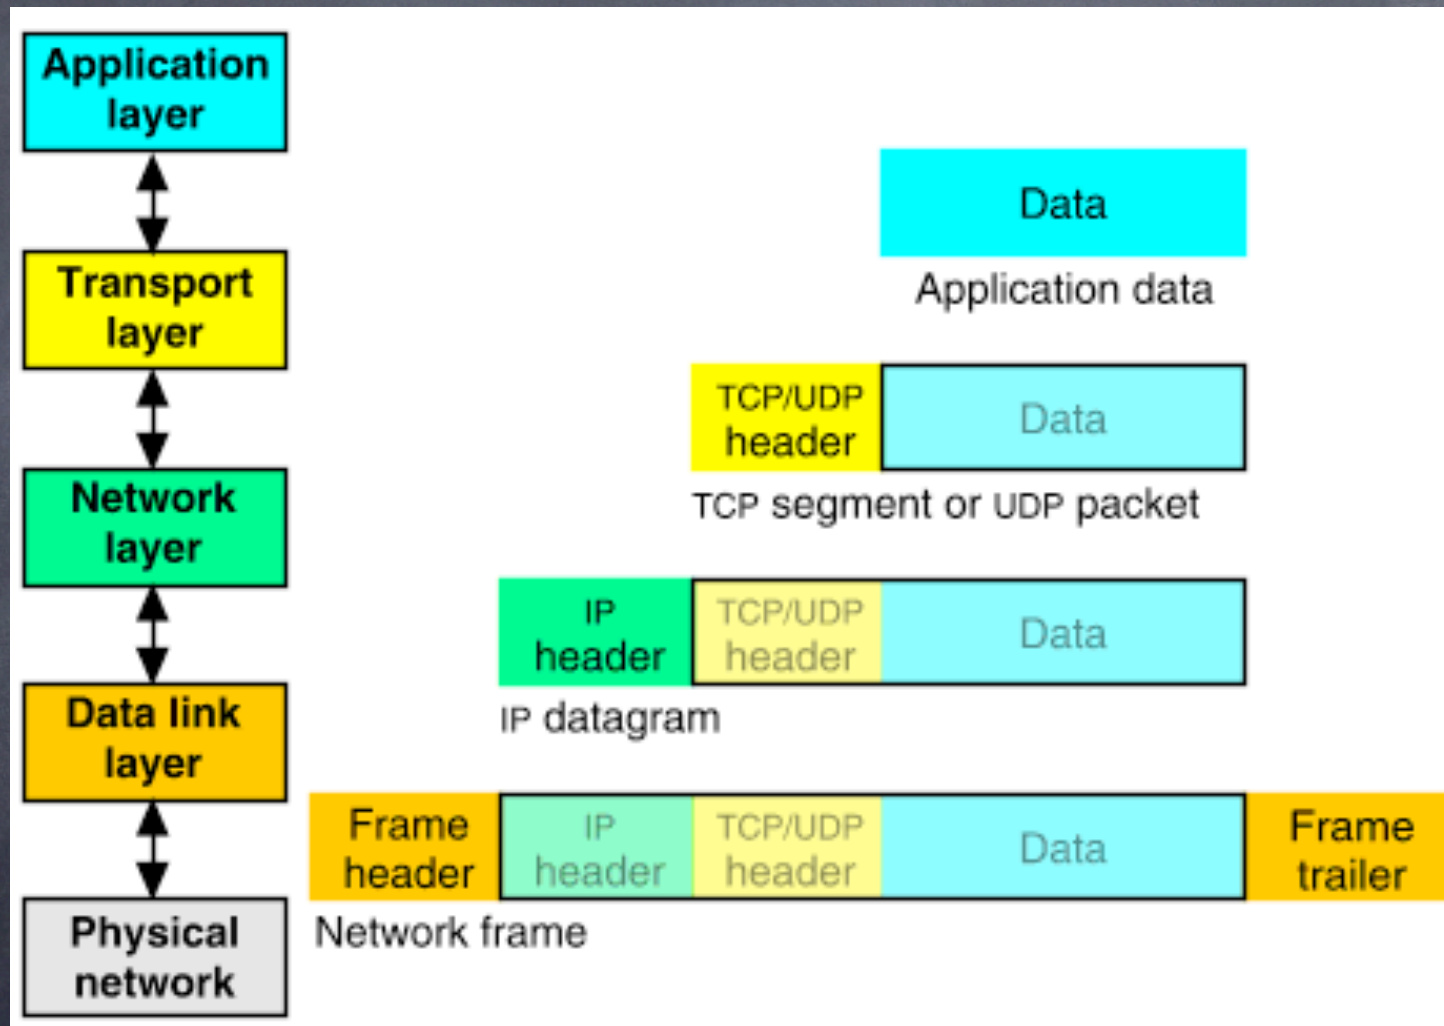 Application
layer
Data
Application data
Transport
layer
TCP/UDP
header
Data
TCP segment or UDP packet
Network
layer
IP
header
TCP/UDP
header
Data
IP datagram
Data link
layer
Frame
header
IP
header
TCP/UDP
header
Data
Frame
trailer
Network frame
Physical
network